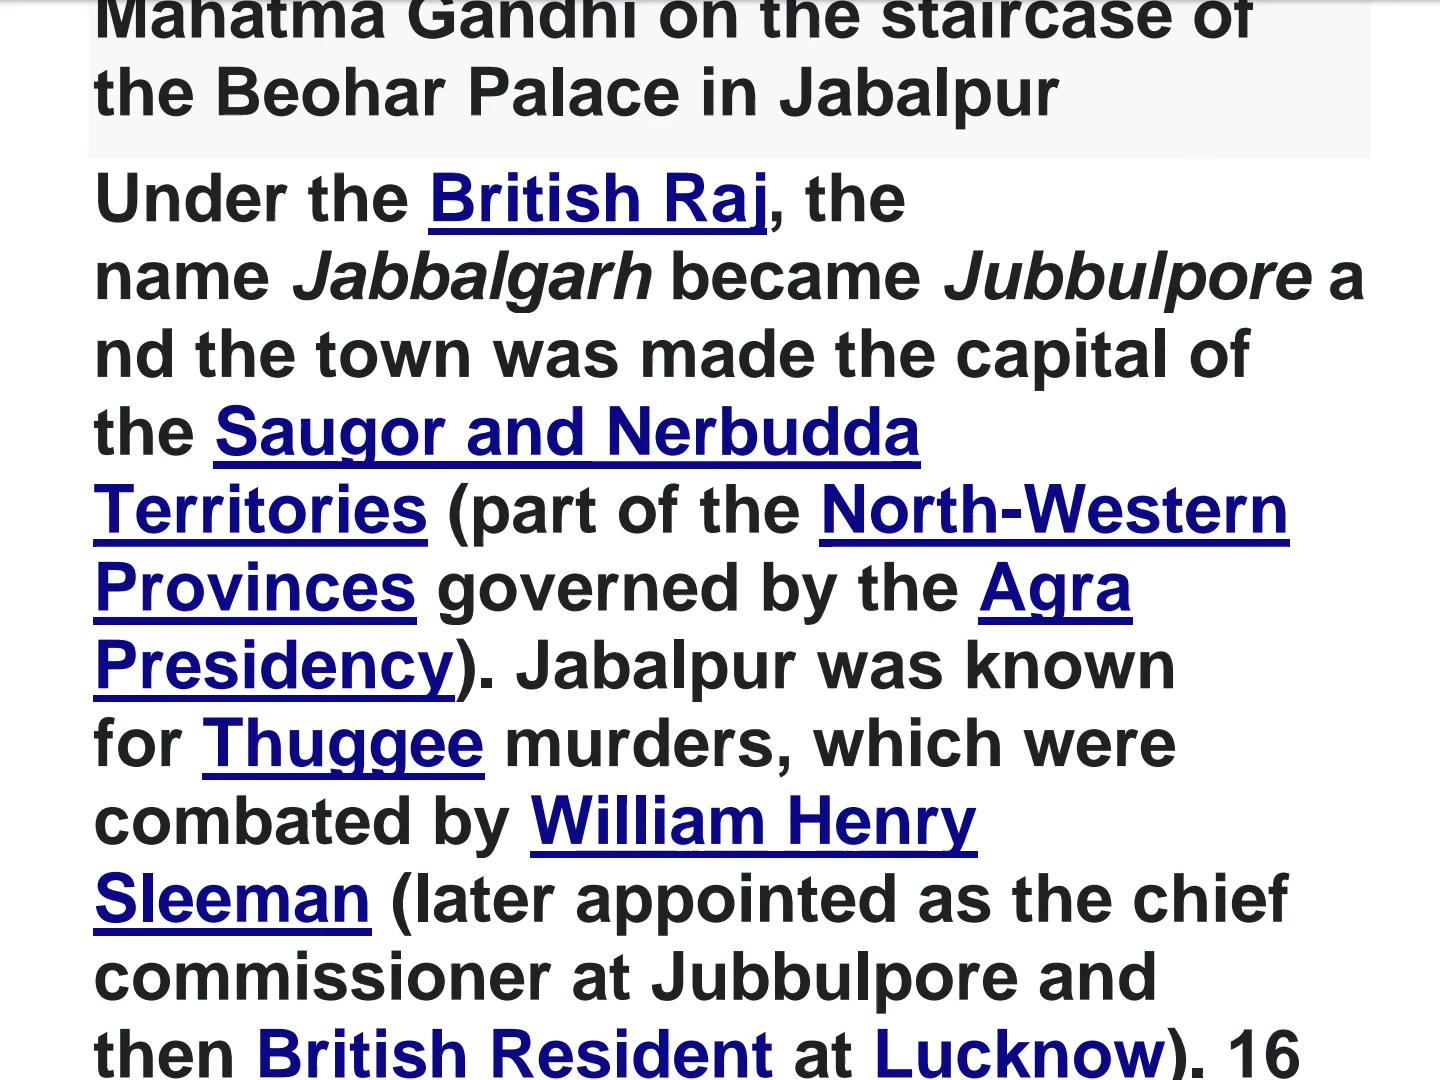 Mahatma Gandhi on the staircase of
the Beohar Palace in Jabalpur
Under the British Raj, the
name Jabbalgarh became Jubbulpore a
nd the town was made the capital of
the Saugor and Nerbudda
Territories (part of the North-Western
Provinces governed by the Agra
Presidency). Jabalpur was known
for Thuggee murders, which were
combated by William Henry
Sleeman (later appointed as the chief
commissioner at Jubbulpore and
then British Resident at Lucknow). 16